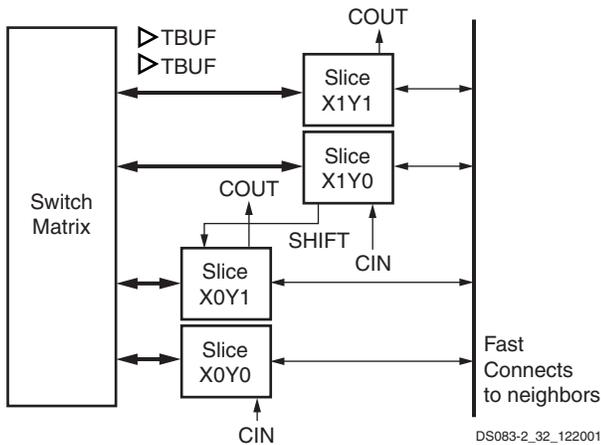 COUT
TBUF
TBUF
Slice
X1Y1
Slice
X1Y0
Switch
Matrix
COUT
SHIFT
CIN
Slice
X0Y1
Slice
X0Y0
Fast
Connects
to neighbors
CIN
DS083-2_32_122001